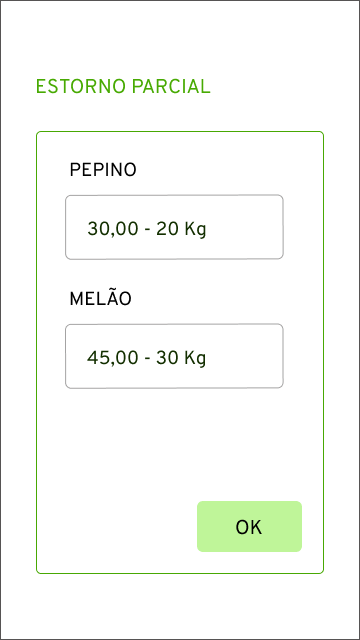 ESTORNO PARCIAL
PEPINO
30,00 - 20 Kg
MELÃO
45,00 - 30 Kg
OK